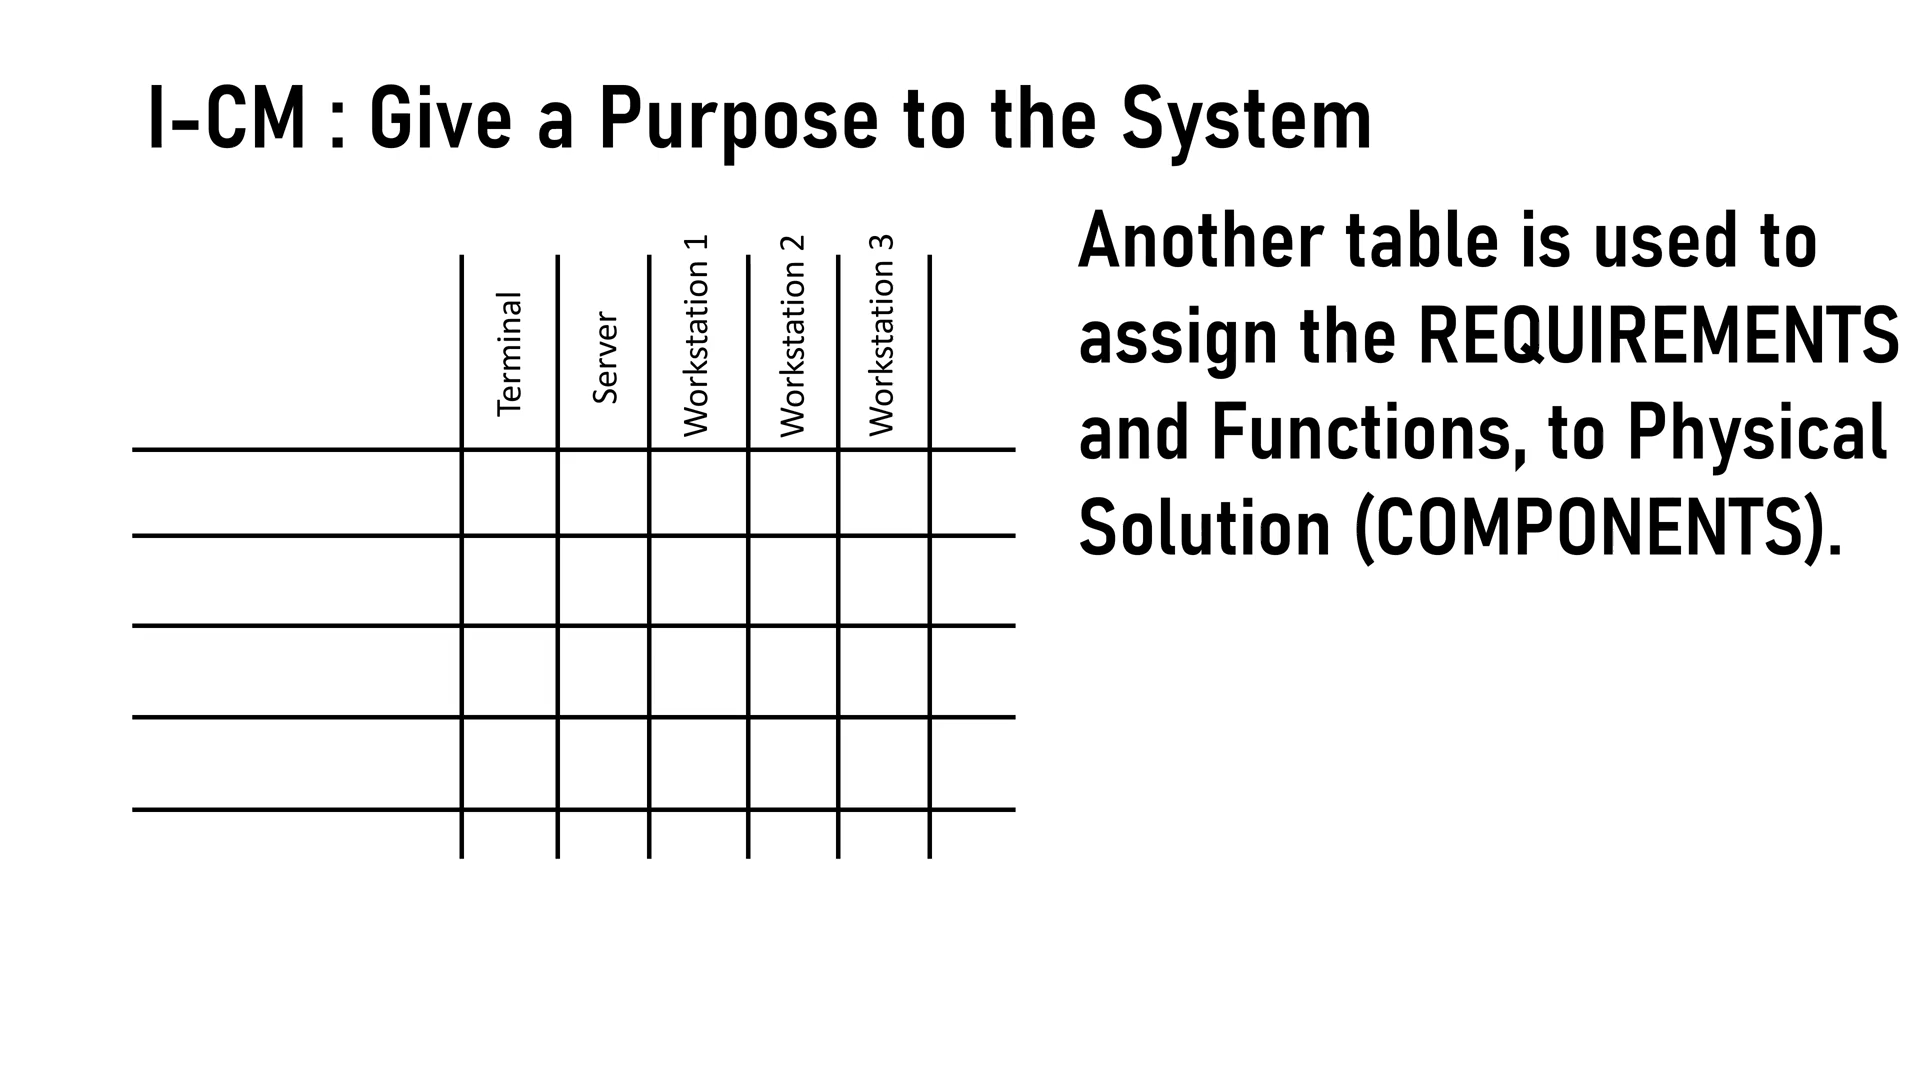 I-CM : Give a Purpose to the System
Terminal
Server
Workstation 1
Workstation 2
Workstation 3
Another table is used to
assign the REQUIREMENTS
and Functions, to Physical
Solution (COMPONENTS).